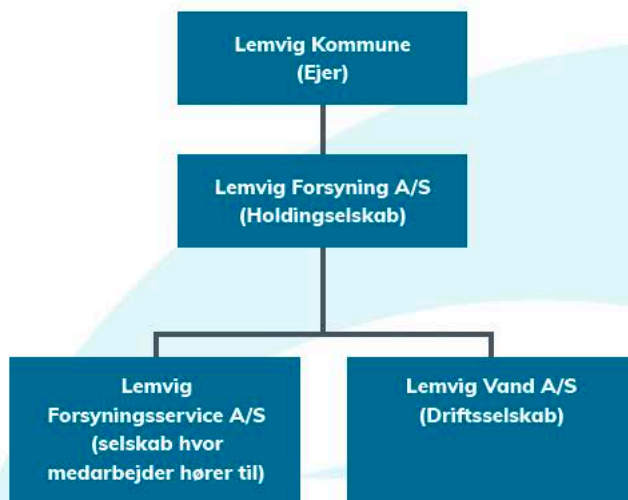 Lemvig Kommune
(Ejer)
Lemvig Forsyning A/S
(Holdingselskab)
Lemvig
Forsyningsservice A/S
(selskab hvor
medarbejder hører til)
Lemvig Vand A/S
(Driftsselskab)